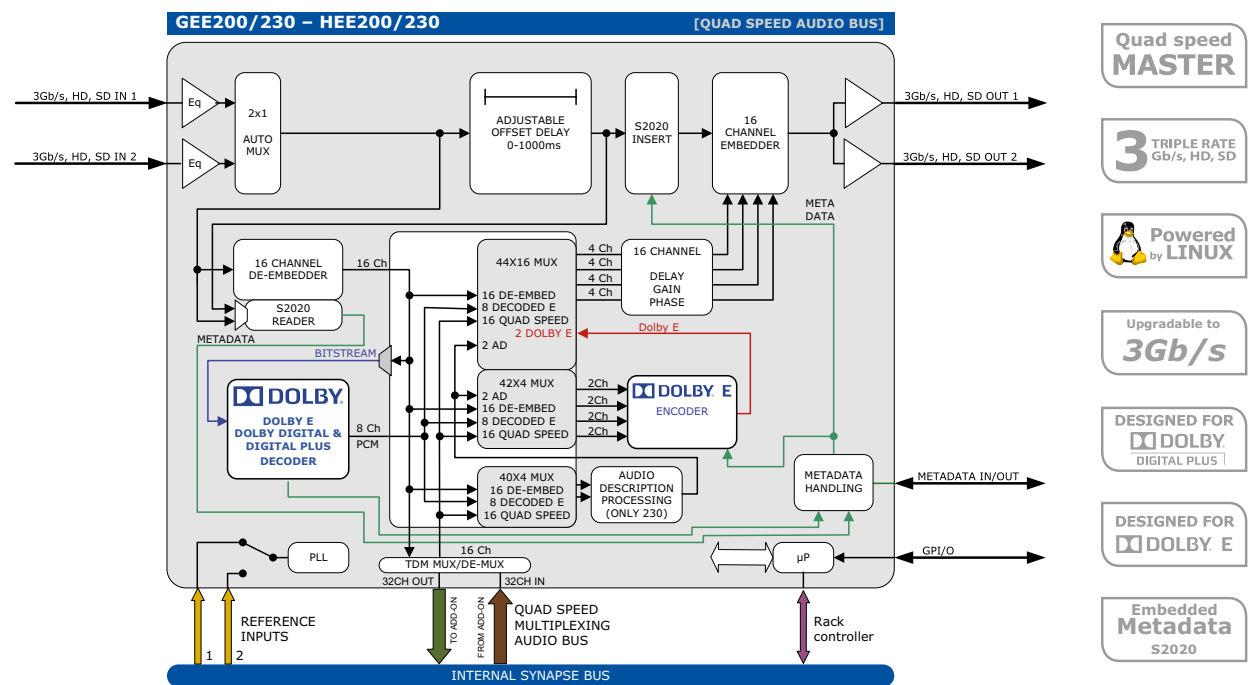 GEE200/230 – HEE200/230 [QUAD SPEED AUDIO BUS]
3Gb/s, HD, SD IN 1
3Gb/s, HD, SD IN 2
Eq
Eq
2x1
AUTO
MUX
ADJUSTABLE
OFFSET DELAY
0-1000ms
S2020
INSERT
16
CHANNEL
EMBEDDER
3Gb/s, HD, SD OUT 1
3Gb/s, HD, SD OUT 2
META
DATA
16 CHANNEL
DE-EMBEDDER
16 Ch
S2020
READER
METADATA
BITSTREAM
44X16 MUX
16 DE-EMBED
8 DECODED E
16 QUAD SPEED
2 DOLBY E
2 AD
4 Ch
4 Ch
4 Ch
4 Ch
16 CHANNEL
DELAY
GAIN
PHASE
Dolby E
DOLBY
DOLBY E
DOLBY DIGITAL &
DIGITAL PLUS
DECODER
8 Ch
PCM
42X4 MUX
2 AD
16 DE-EMBED
8 DECODED E
16 QUAD SPEED
2Ch
2Ch
2Ch
2Ch
DOLBY E
ENCODER
40X4 MUX
16 DE-EMBED
8 DECODED E
16 QUAD SPEED
AUDIO
DESCRIPTION
PROCESSING
(ONLY 230)
METADATA
HANDLING
METADATA IN/OUT
PLL
16 Ch
TDM MUX/DE-MUX
32CH OUT
32CH IN
µP
GPI/O
REFERENCE
INPUTS
1
2
TO ADD-ON
FROM ADD-ON
QUAD SPEED
MULTIPLEXING
AUDIO BUS
Rack
controller
INTERNAL SYNAPSE BUS
Quad speed
MASTER
3 TRIPLE RATE
Gb/s, HD, SD
Powered
by LINUX
Upgradable to
3Gb/s
DESIGNED FOR
DOLBY
DIGITAL PLUS
DESIGNED FOR
DOLBY E
Embedded
Metadata
S2020